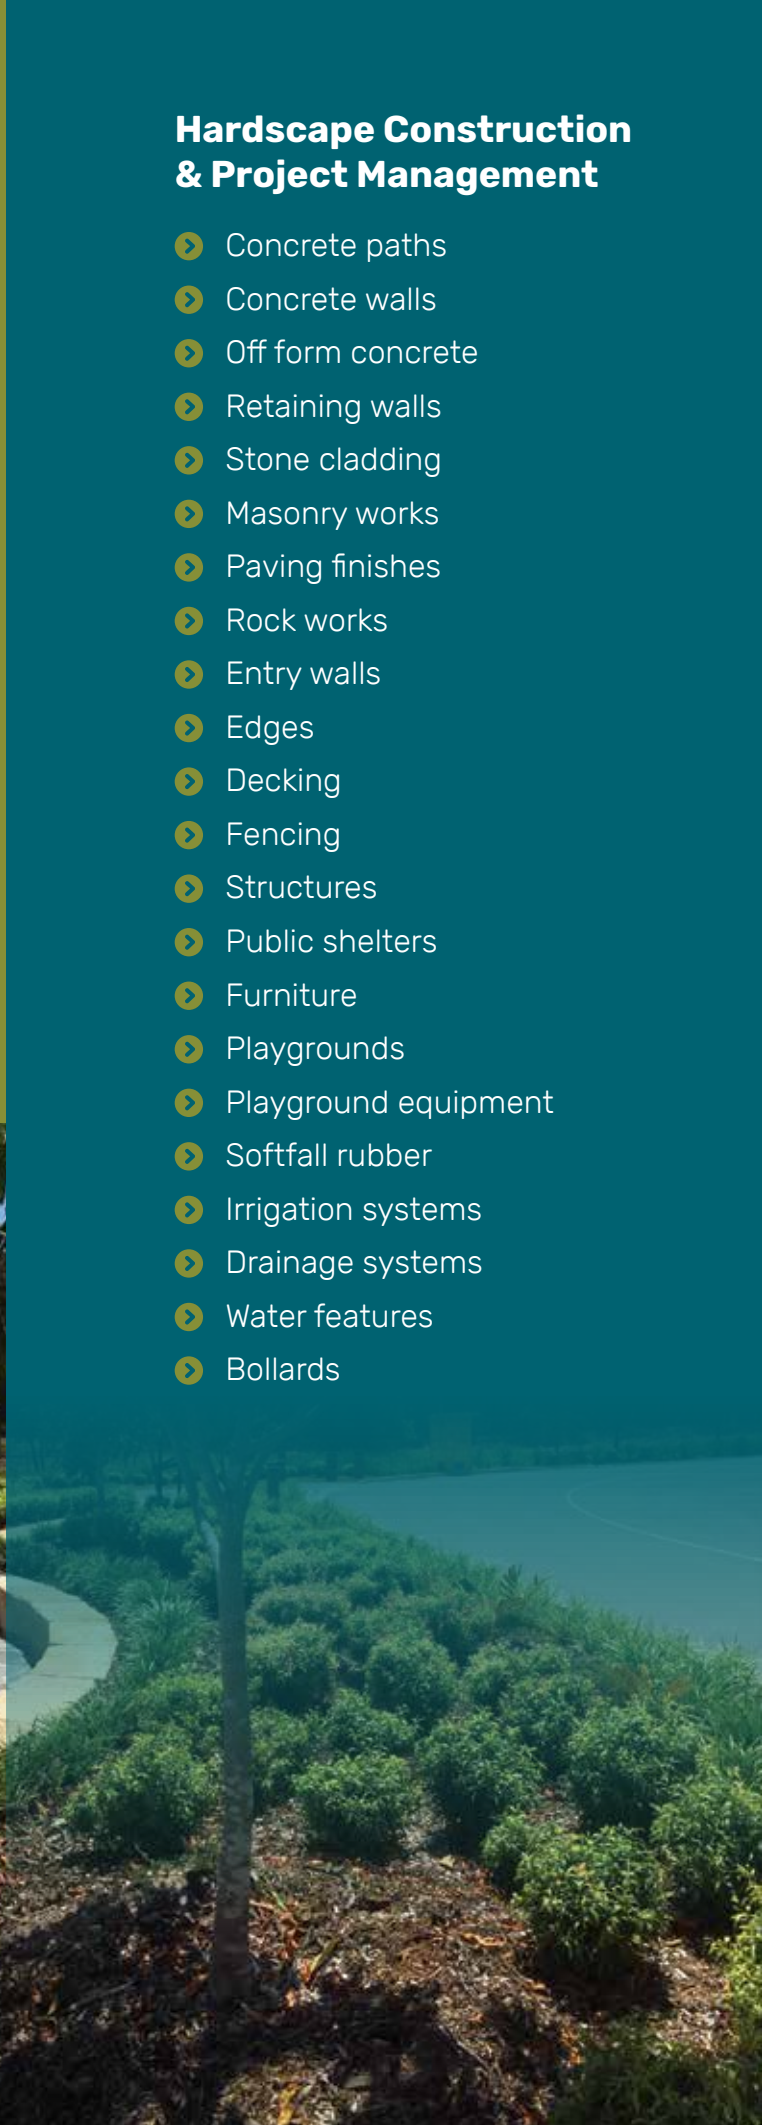 Hardscape Construction
& Project Management
Concrete paths
Concrete walls
Off form concrete
Retaining walls
Stone cladding
Masonry works
Paving finishes
Rock works
Entry walls
Edges
Decking
Fencing
Structures
Public shelters
Furniture
Playgrounds
Playground equipment
Softfall rubber
Irrigation systems
Drainage systems
Water features
Bollards